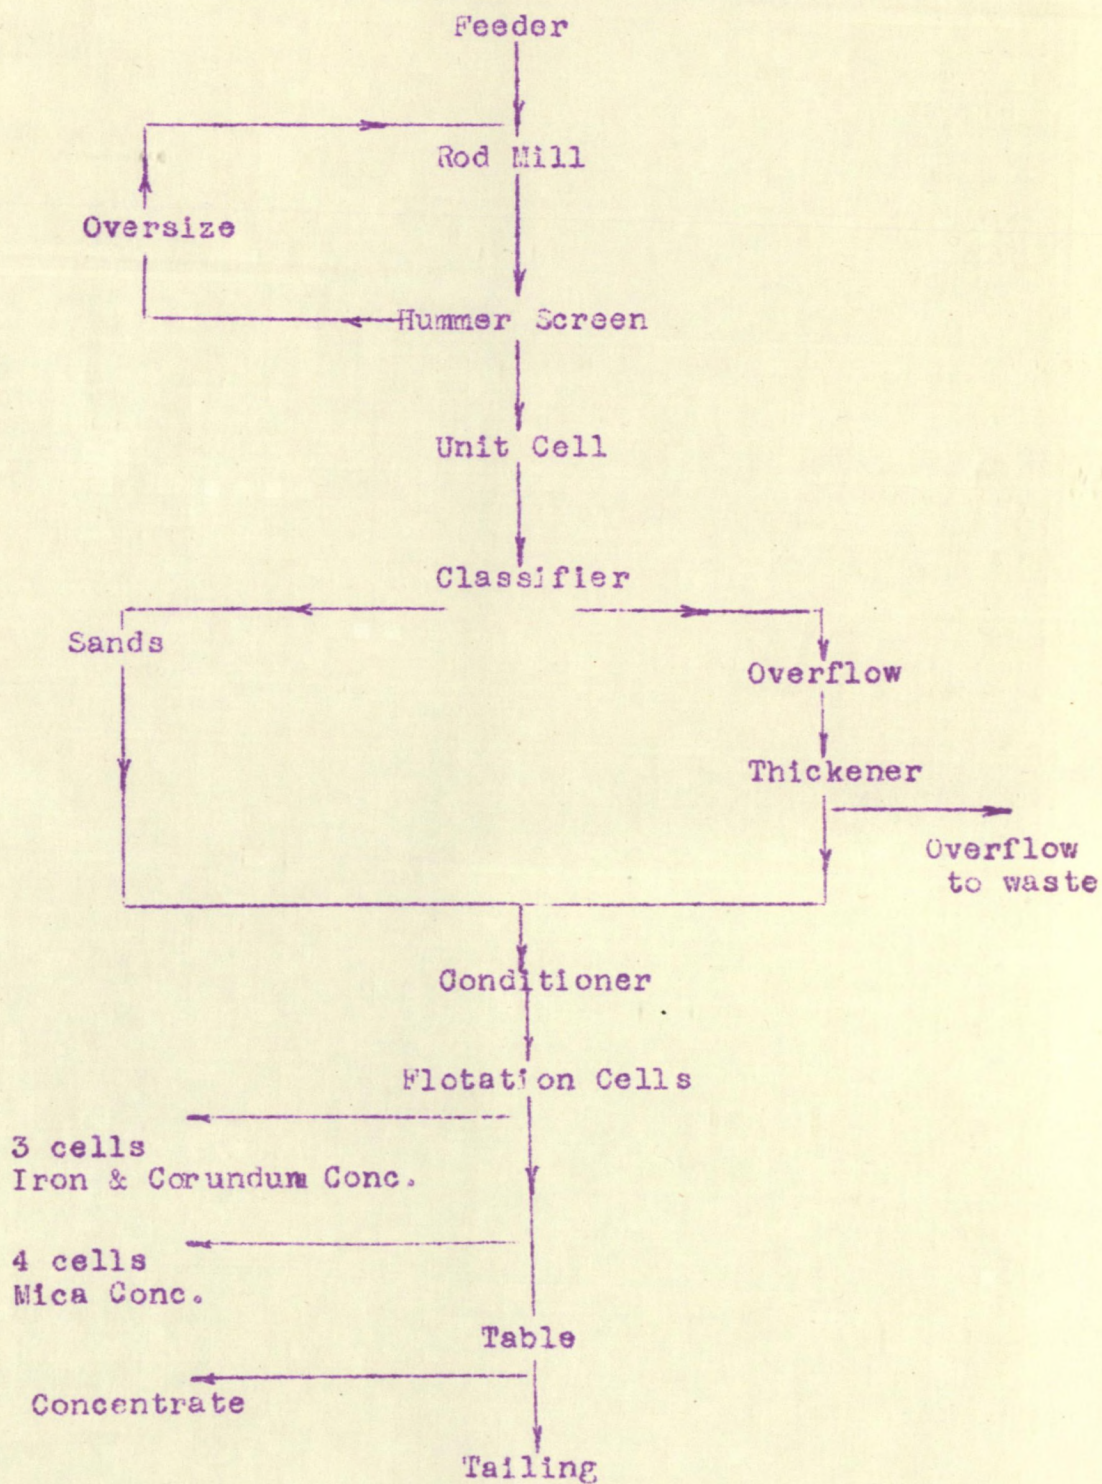 Feeder
Rod Mill
Oversize
Hummer Screen
Unit Cell
Classifier
Sands
Overflow
Thickener
Overflow
to waste
Conditioner
Flotation Cells
3 cells
Iron & Corundum Conc.
4 cells
Mica Conc.
Table
Concentrate
Tailing